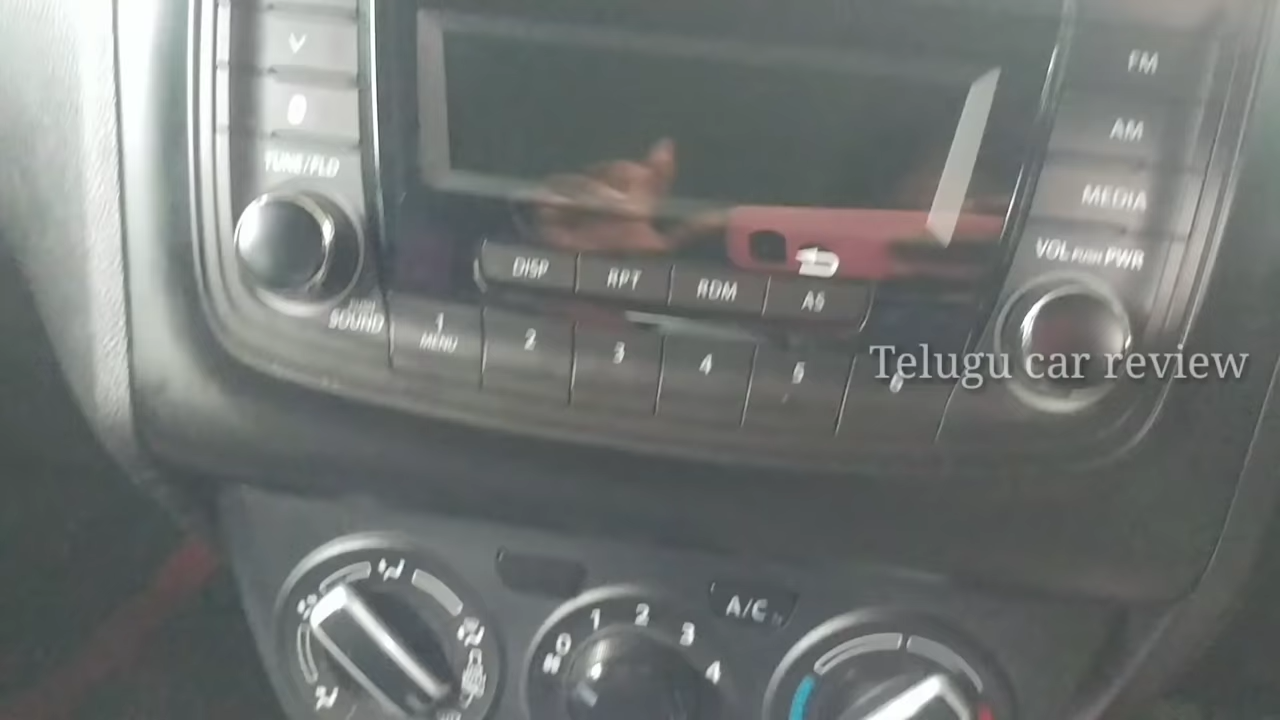 FM
AM
MEDIA
TUNE/FLD
VOL PUSH PWR
DISP
RPT
RDM
AS
PUSH
SOUND
1
MENU
2
3
4
5
6
Telugu car review
A/C
0
1
2
3
4